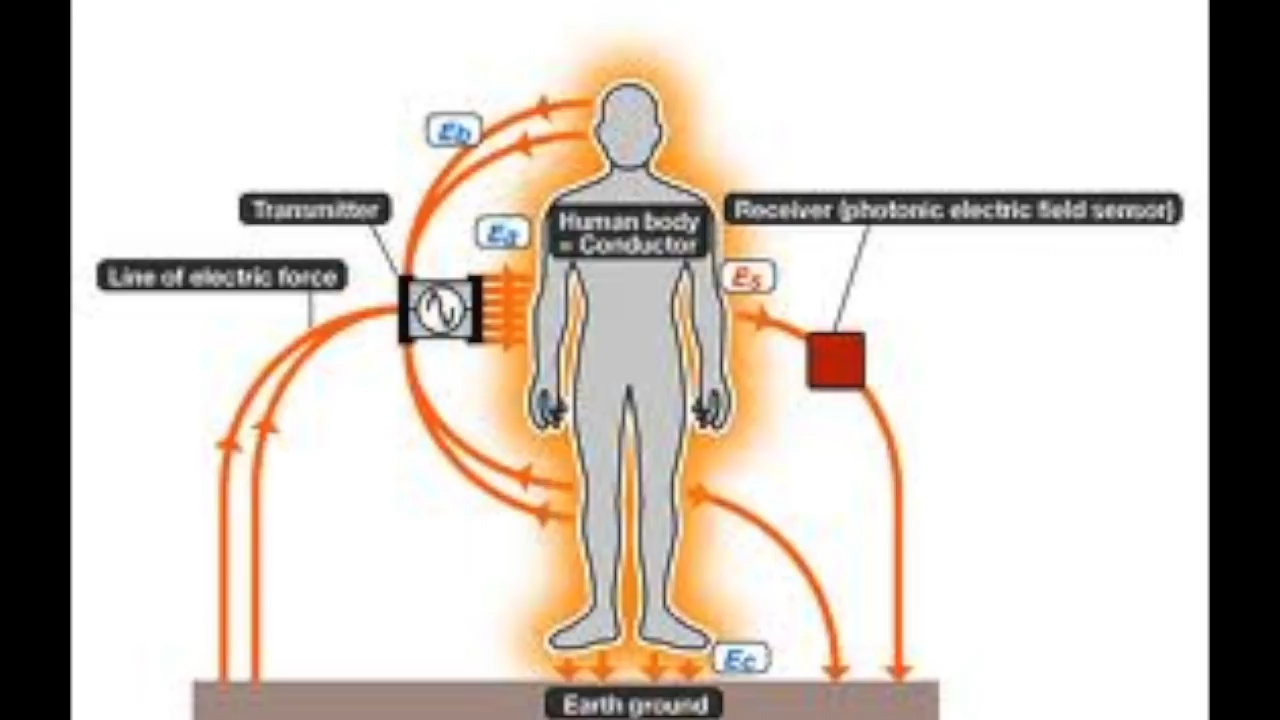 Eb
Transmitter
Receiver (photonic electric field sensor)
Ea
Human body
= Conductor
Line of electric force
Es
Ec
Earth ground